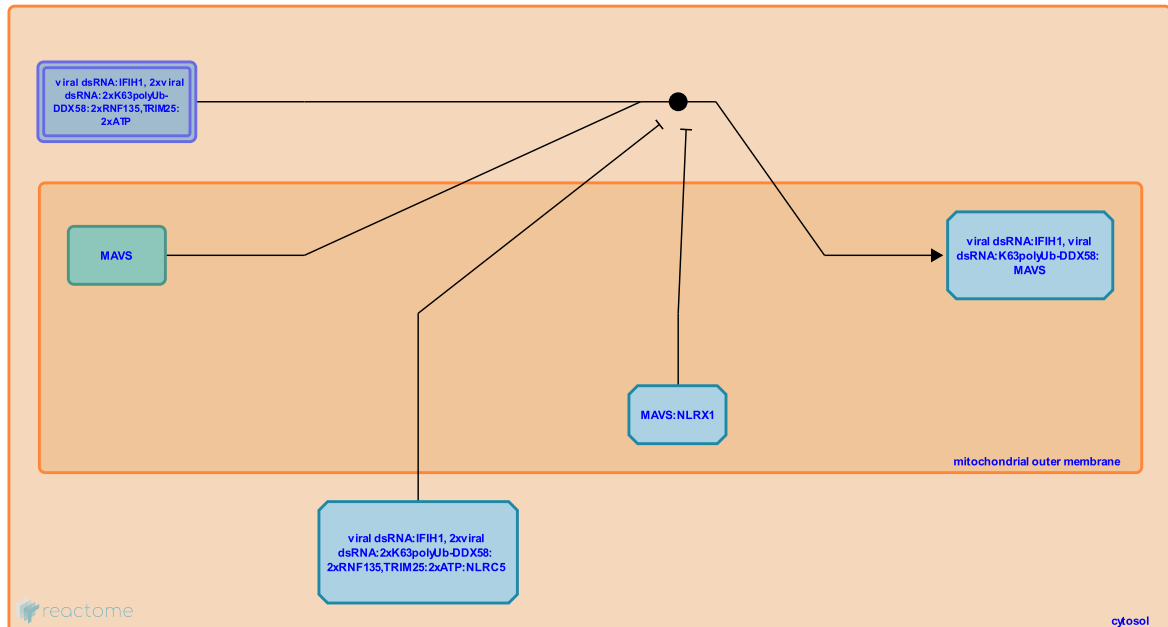 viral dsRNA:IFIH1, 2xviral
dsRNA:2xK63polyUb-
DDX58:2xRNF135,TRIM25:
2xATP
MAVS
viral dsRNA:IFIH1, viral
dsRNA:K63polyUb-DDX58:
MAVS
MAVS:NLRX1
mitochondrial outer membrane
viral dsRNA:IFIH1, 2xviral
dsRNA:2xK63polyUb-DDX58:
2xRNF135,TRIM25:2xATP:NLRC5
reactome
cytosol